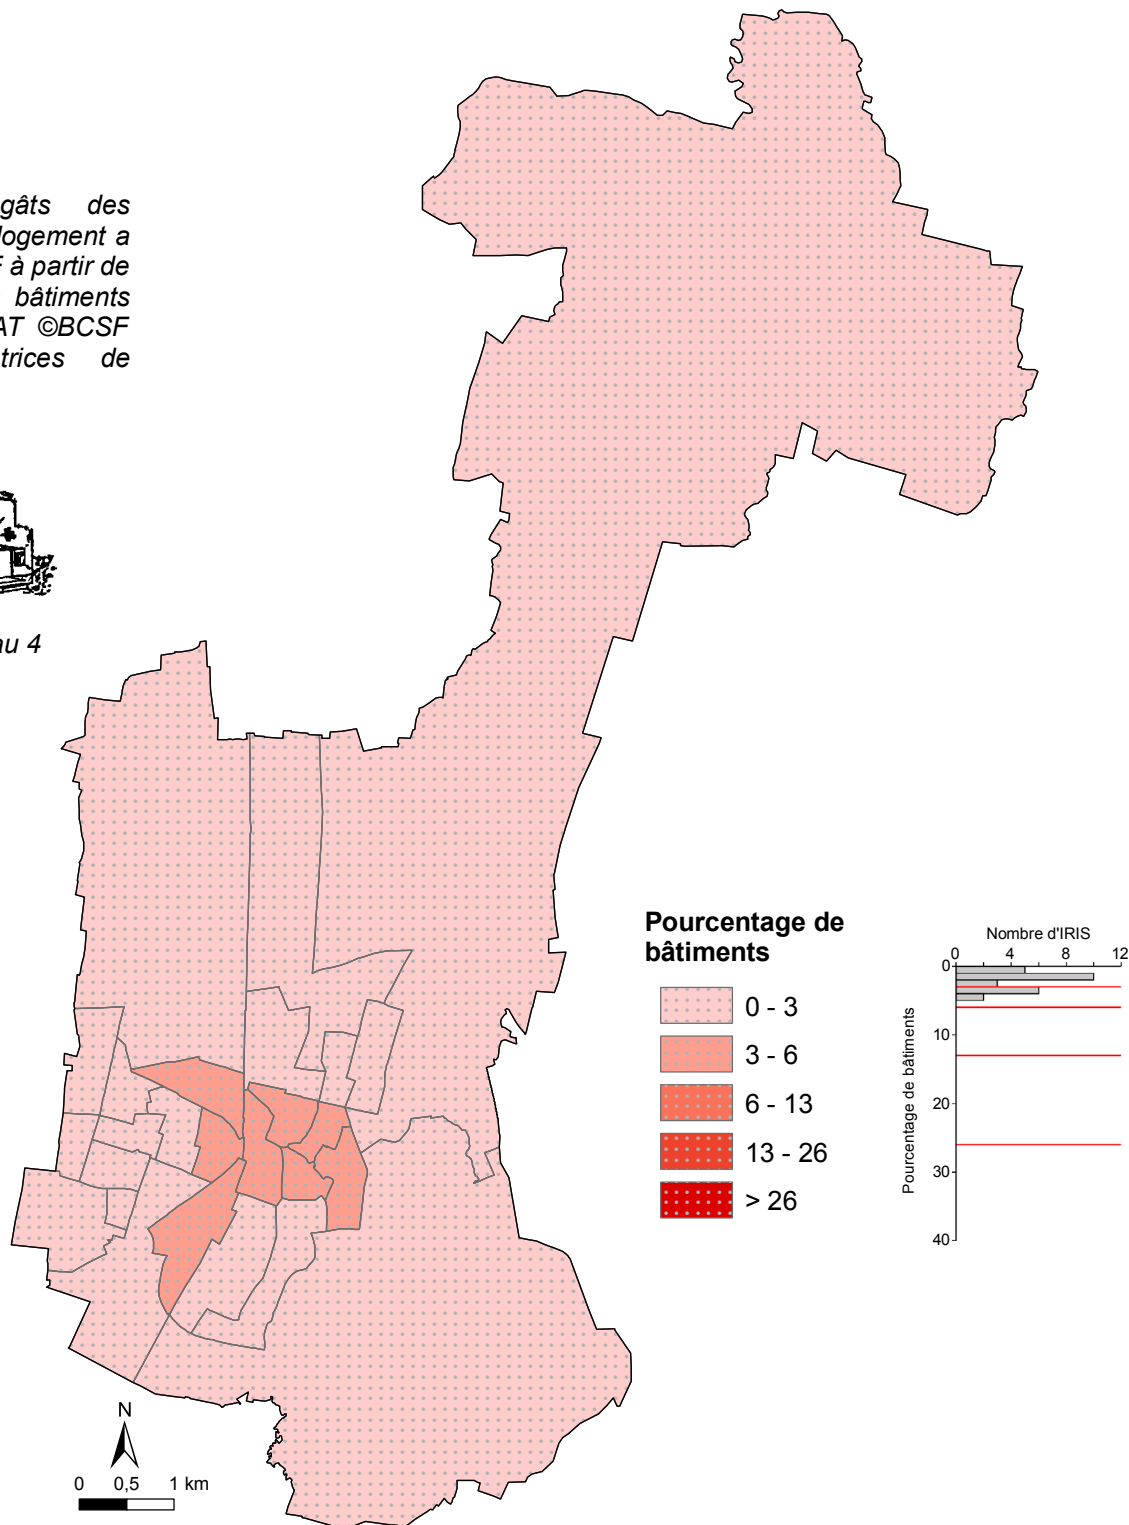 gâts des
logement a
à partir de
bâtiments
AT ©BCSF
trices de
au 4
Pourcentage de
bâtiments
0 - 3
3 - 6
6 - 13
13 - 26
> 26
Nombre d'IRIS
0 4 8 12
Pourcentage de bâtiments
0
10
20
30
40
N
0 0,5 1 km